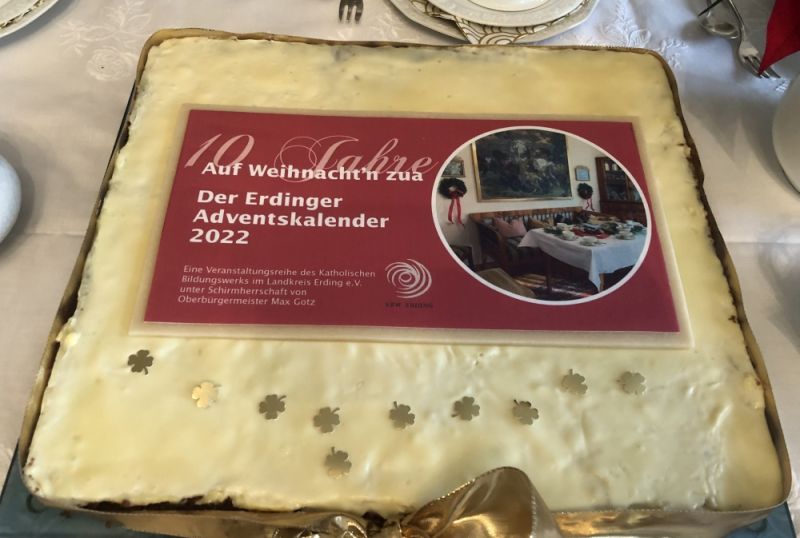 10 Jahre
Auf Weihnacht'n zua
Der Erdinger
Adventskalender
2022
Eine Veranstaltungsreihe des Katholischen
Bildungswerks im Landkreis Erding e.V.
unter Schirmherrschaft von
Oberbürgermeister Max Gotz
KBW ERDING